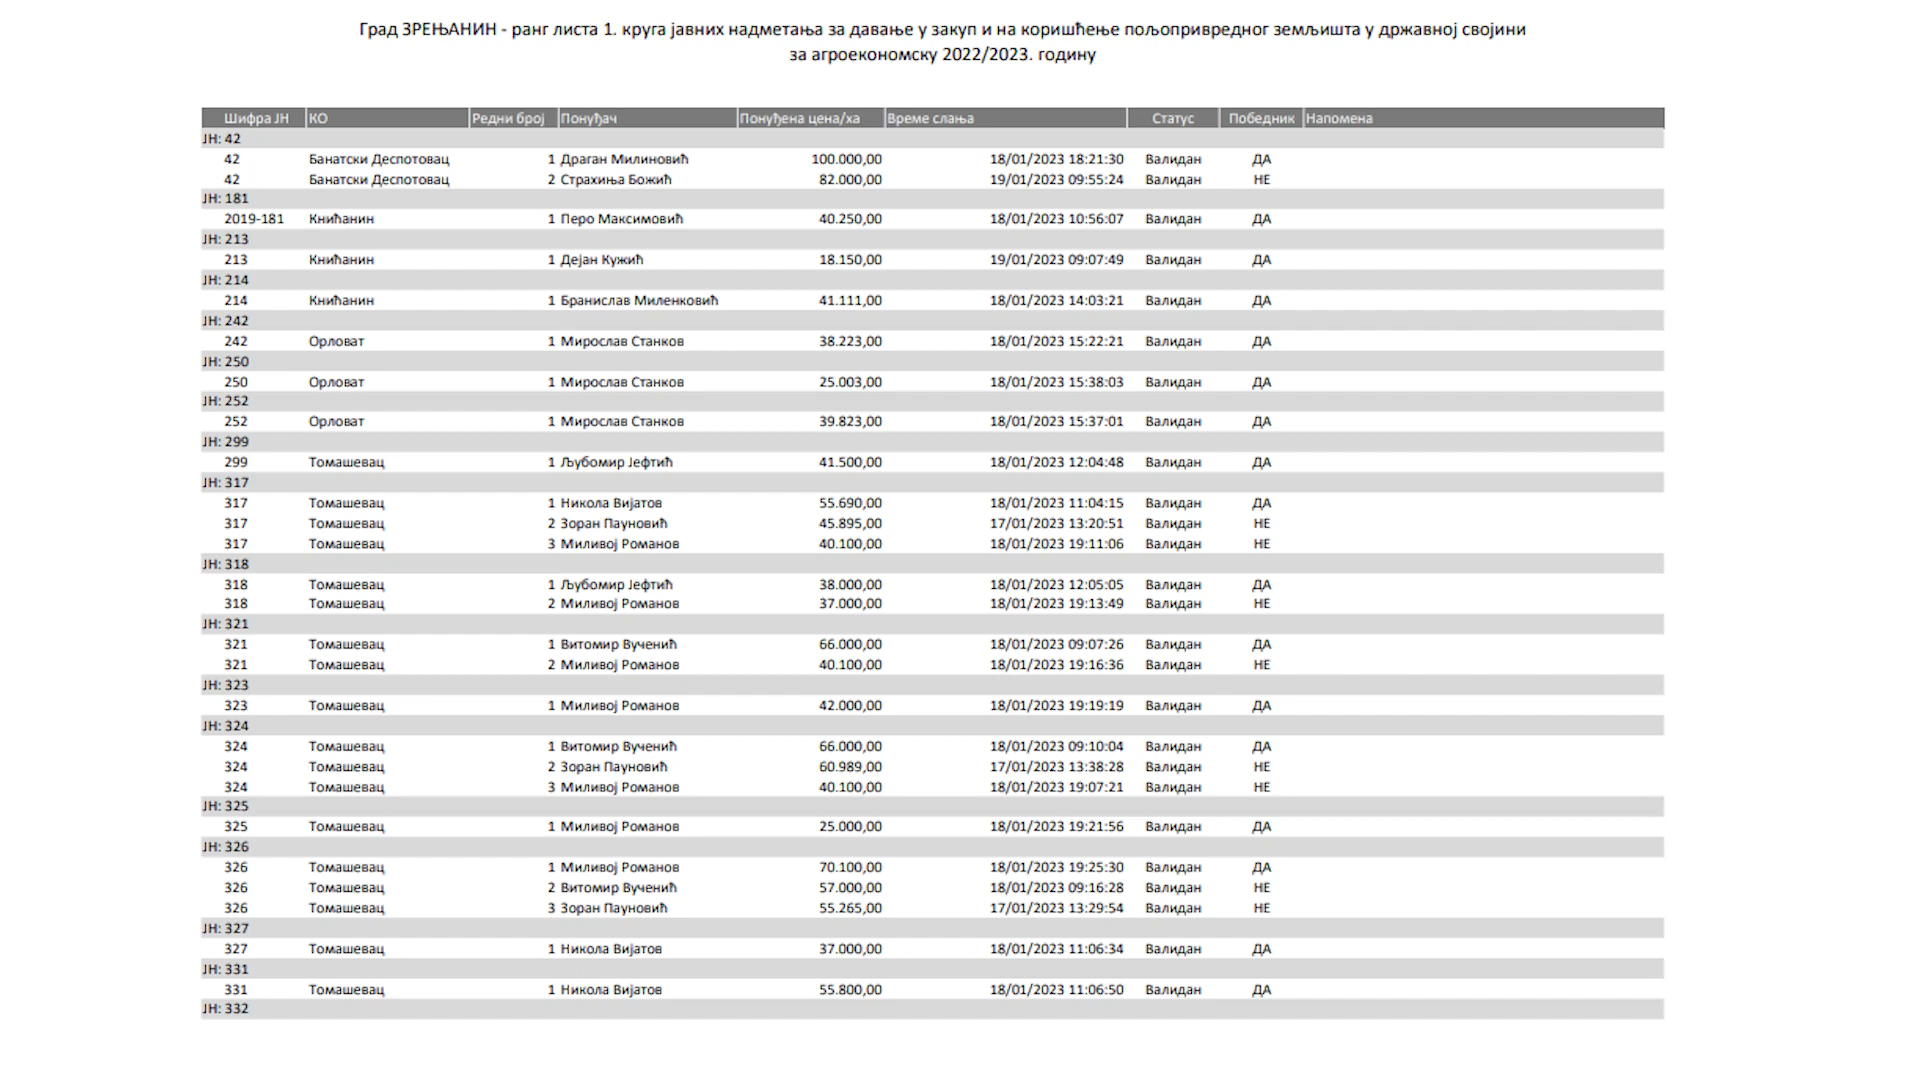 Град ЗРЕЊАНИН - ранг листа 1. круга јавних надметања за давање у закуп и на коришћење пољопривредног земљишта у државној својини
за агроекономску 2022/2023. годину
Шифра ЈН КО Редни број Понуђач Понуђена цена/ха Време слања Статус Победник Напомена
ЈН: 42
42 Банатски Деспотовац 1 Драган Милиновић 100.000,00 18/01/2023 18:21:30 Валидан ДА
42 Банатски Деспотовац 2 Страхиња Божић 82.000,00 19/01/2023 09:55:24 Валидан НЕ
ЈН: 181
2019-181 Книћанин 1 Перо Максимовић 40.250,00 18/01/2023 10:56:07 Валидан ДА
ЈН: 213
213 Книћанин 1 Дејан Кужић 18.150,00 19/01/2023 09:07:49 Валидан ДА
ЈН: 214
214 Книћанин 1 Бранислав Миленковић 41.111,00 18/01/2023 14:03:21 Валидан ДА
ЈН: 242
242 Орловат 1 Мирослав Станков 38.223,00 18/01/2023 15:22:21 Валидан ДА
ЈН: 250
250 Орловат 1 Мирослав Станков 25.003,00 18/01/2023 15:38:03 Валидан ДА
ЈН: 252
252 Орловат 1 Мирослав Станков 39.823,00 18/01/2023 15:37:01 Валидан ДА
ЈН: 299
299 Томашевац 1 Љубомир Јефтић 41.500,00 18/01/2023 12:04:48 Валидан ДА
ЈН: 317
317 Томашевац 1 Никола Вијатов 55.690,00 18/01/2023 11:04:15 Валидан ДА
317 Томашевац 2 Зоран Пауновић 45.895,00 17/01/2023 13:20:51 Валидан НЕ
317 Томашевац 3 Миливој Романов 40.100,00 18/01/2023 19:11:06 Валидан НЕ
ЈН: 318
318 Томашевац 1 Љубомир Јефтић 38.000,00 18/01/2023 12:05:05 Валидан ДА
318 Томашевац 2 Миливој Романов 37.000,00 18/01/2023 19:13:49 Валидан НЕ
ЈН: 321
321 Томашевац 1 Витомир Вученић 66.000,00 18/01/2023 09:07:26 Валидан ДА
321 Томашевац 2 Миливој Романов 40.100,00 18/01/2023 19:16:36 Валидан НЕ
ЈН: 323
323 Томашевац 1 Миливој Романов 42.000,00 18/01/2023 19:19:19 Валидан ДА
ЈН: 324
324 Томашевац 1 Витомир Вученић 66.000,00 18/01/2023 09:10:04 Валидан ДА
324 Томашевац 2 Зоран Пауновић 60.989,00 17/01/2023 13:38:28 Валидан НЕ
324 Томашевац 3 Миливој Романов 40.100,00 18/01/2023 19:07:21 Валидан НЕ
ЈН: 325
325 Томашевац 1 Миливој Романов 25.000,00 18/01/2023 19:21:56 Валидан ДА
ЈН: 326
326 Томашевац 1 Миливој Романов 70.100,00 18/01/2023 19:25:30 Валидан ДА
326 Томашевац 2 Витомир Вученић 57.000,00 18/01/2023 09:16:28 Валидан НЕ
326 Томашевац 3 Зоран Пауновић 55.265,00 17/01/2023 13:29:54 Валидан НЕ
ЈН: 327
327 Томашевац 1 Никола Вијатов 37.000,00 18/01/2023 11:06:34 Валидан ДА
ЈН: 331
331 Томашевац 1 Никола Вијатов 55.800,00 18/01/2023 11:06:50 Валидан ДА
ЈН: 332